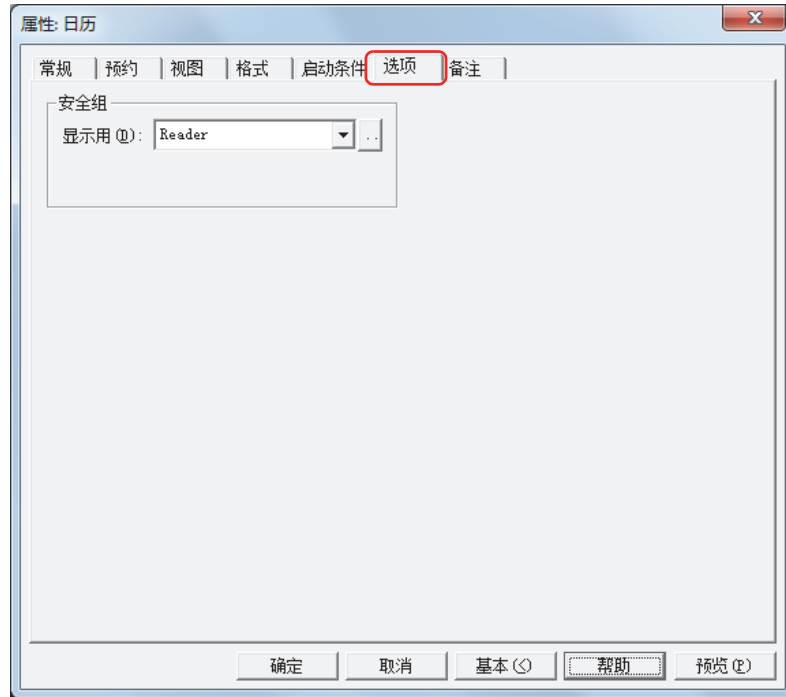 属性: 日历
常规 预约 视图 格式 启动条件 选项 备注
安全组
显示用(D): Reader ..
确定 取消 基本(<) 帮助 预览(P)